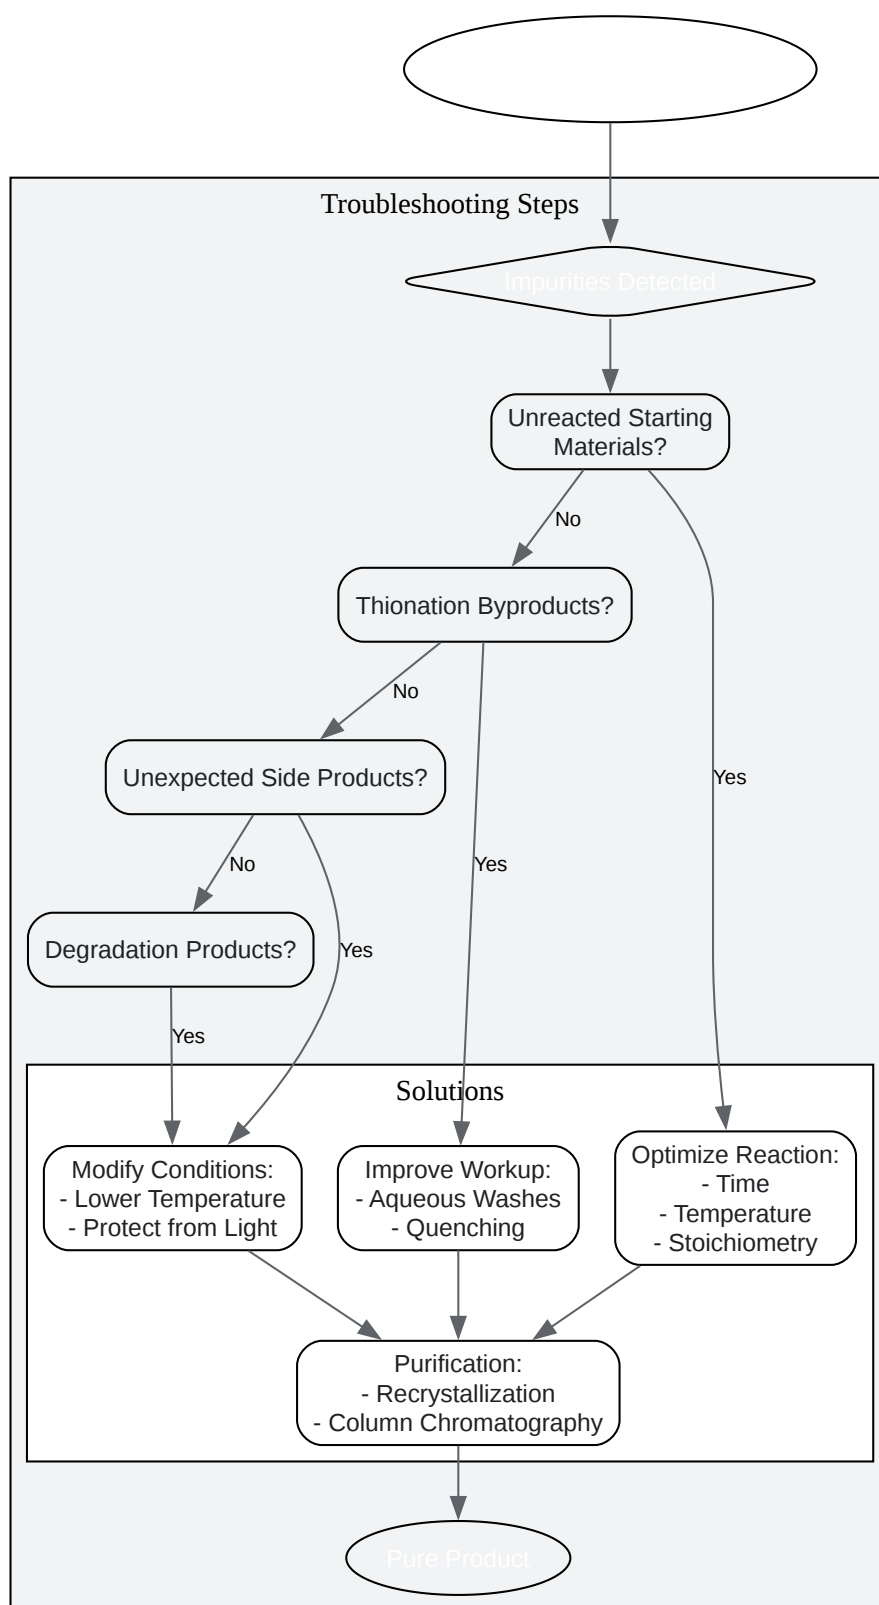 Troubleshooting Steps
Impurities Detected
Unreacted Starting
Materials?
No
Thionation Byproducts?
No
Yes
Unexpected Side Products?
No
Yes
Yes
Degradation Products?
Yes
Solutions
Modify Conditions:
- Lower Temperature
- Protect from Light
Improve Workup:
- Aqueous Washes
- Quenching
Optimize Reaction:
- Time
- Temperature
- Stoichiometry
Purification:
- Recrystallization
- Column Chromatography
Pure Product